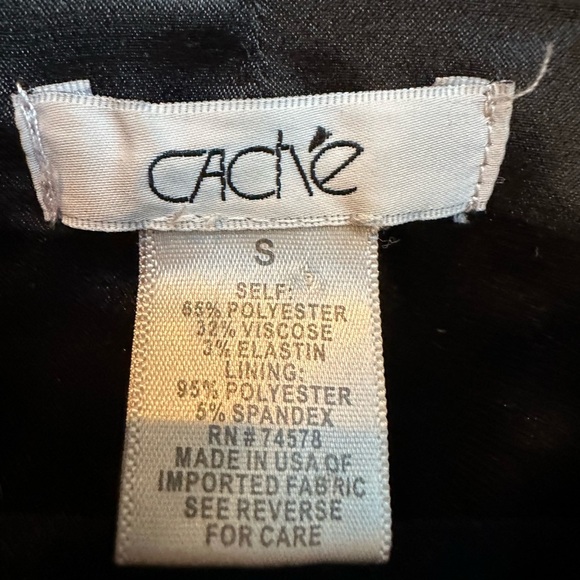 CACHé
S
SELF:
65% POLYESTER
32% VISCOSE
3% ELASTIN
LINING:
95% POLYESTER
5% SPANDEX
RN # 74578
MADE IN USA OF
IMPORTED FABRIC
SEE REVERSE
FOR CARE